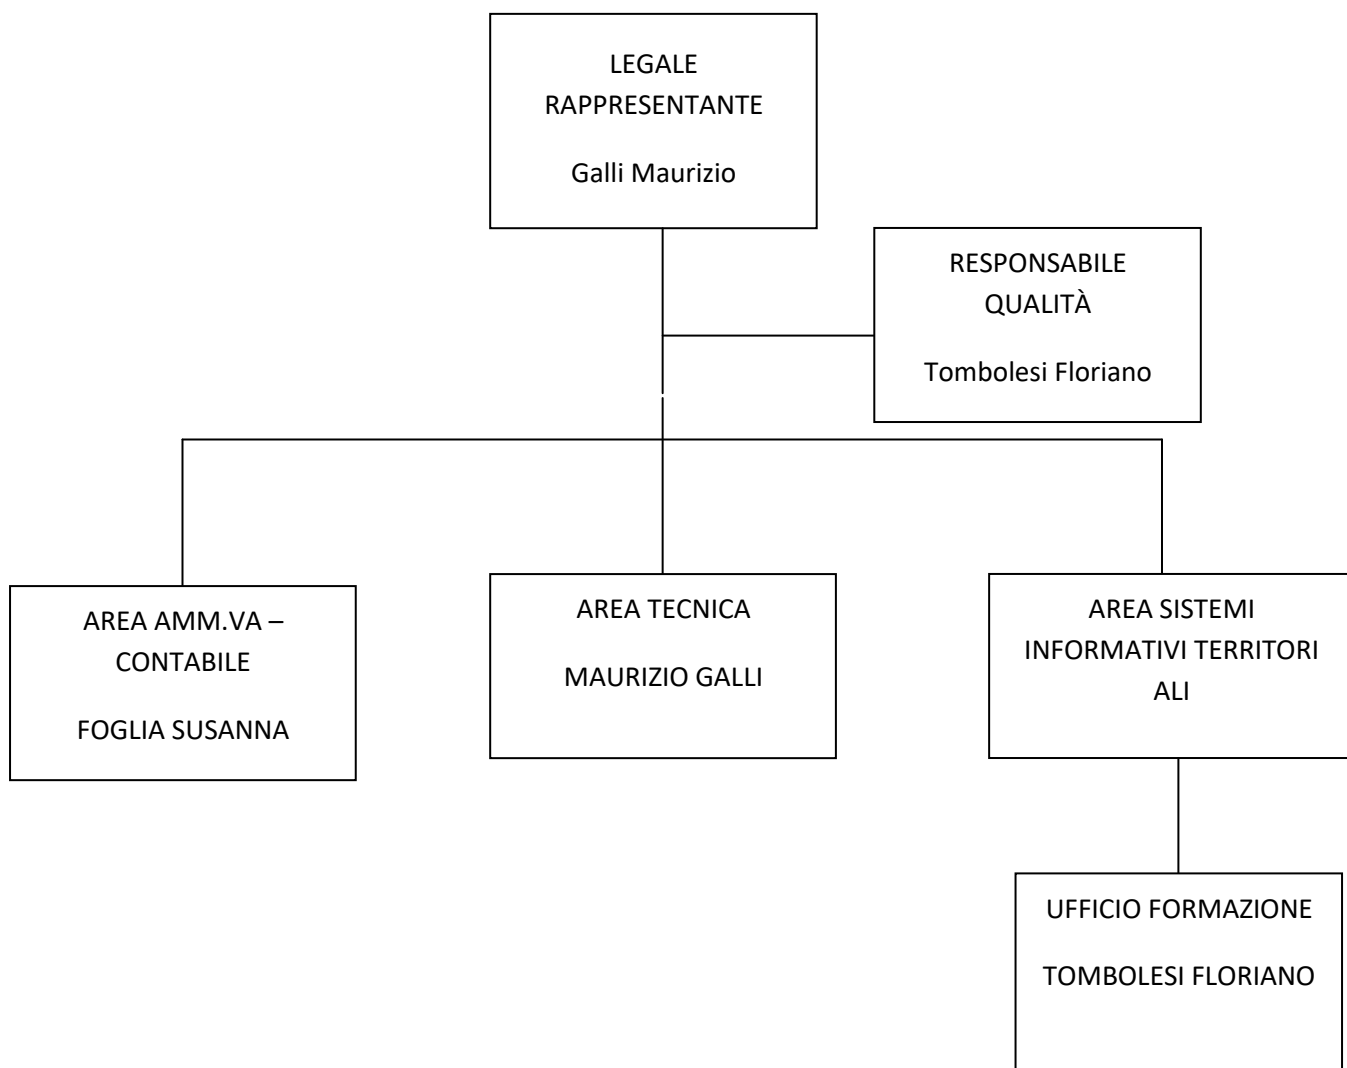 LEGALE
RAPPRESENTANTE
Galli Maurizio
RESPONSABILE
QUALITÀ
Tombolesi Floriano
AREA AMM.VA –
CONTABILE
FOGLIA SUSANNA
AREA TECNICA
MAURIZIO GALLI
AREA SISTEMI
INFORMATIVI TERRITORI
ALI
UFFICIO FORMAZIONE
TOMBOLESI FLORIANO